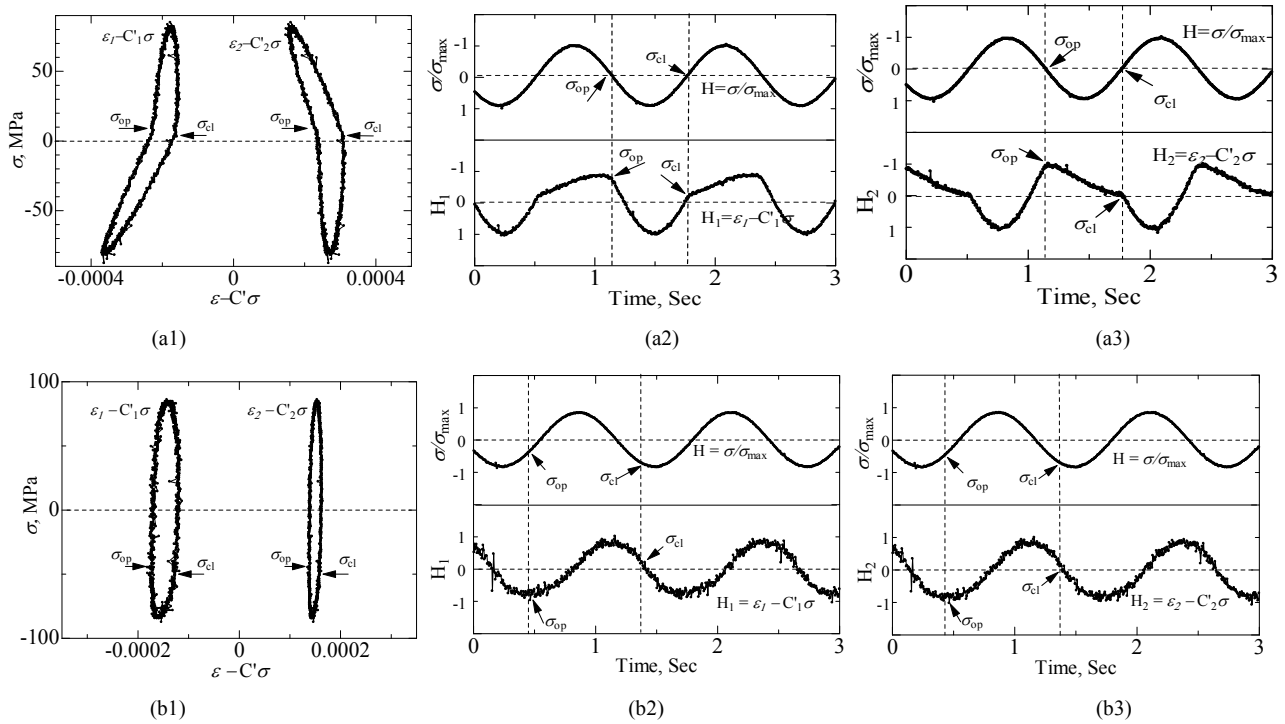 ε1–C'1σ
ε2–C'2σ
50
σop
σcl
0
-50
σ, MPa
-0.0004
0
0.0004
ε–C'σ
(a1)
-1
0
1
σ/σmax
σcl
σop
H=σ/σmax
-1
0
1
H1
σop
σcl
H1=ε1–C'1σ
0
1
2
3
Time, Sec
(a2)
-1
0
1
σ/σmax
H=σ/σmax
σop
σcl
-1
0
1
H2
σop
H2=ε2–C'2σ
σcl
0
1
2
3
Time, Sec
(a3)
100
0
-100
σ, MPa
ε1 –C'1σ
ε2 –C'2σ
σop
σcl
σop
σcl
-0.0002
0
0.0002
ε –C'σ
(b1)
1
0
-1
σ/σmax
H = σ/σmax
σcl
σop
1
0
-1
H1
σcl
H1 = ε1 –C'1σ
σop
0
1
2
3
Time, Sec
(b2)
1
0
-1
σ/σmax
H = σ/σmax
σcl
σop
1
0
-1
H2
σcl
H2 = ε2 –C'2σ
σop
0
1
2
3
Time, Sec
(b3)